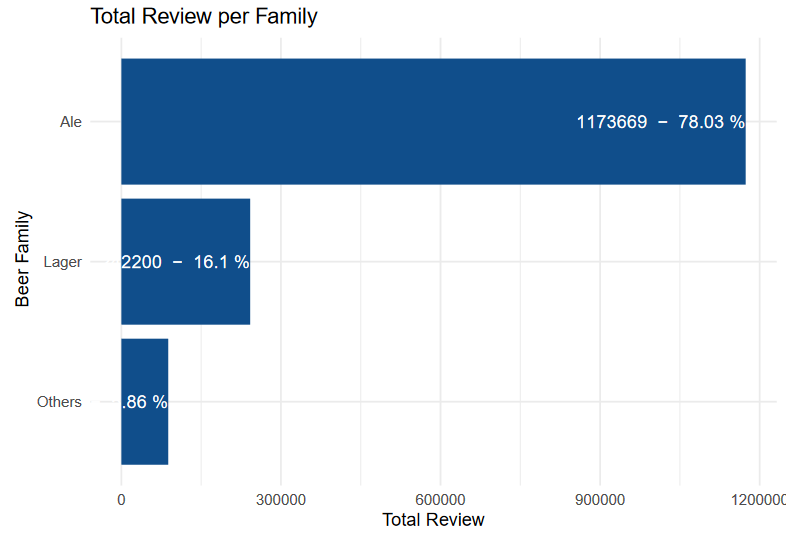 Total Review per Family
Ale
1173669 – 78.03 %
Lager
2200 – 16.1 %
Others
.86 %
Beer Family
0 300000 600000 900000 1200000
Total Review